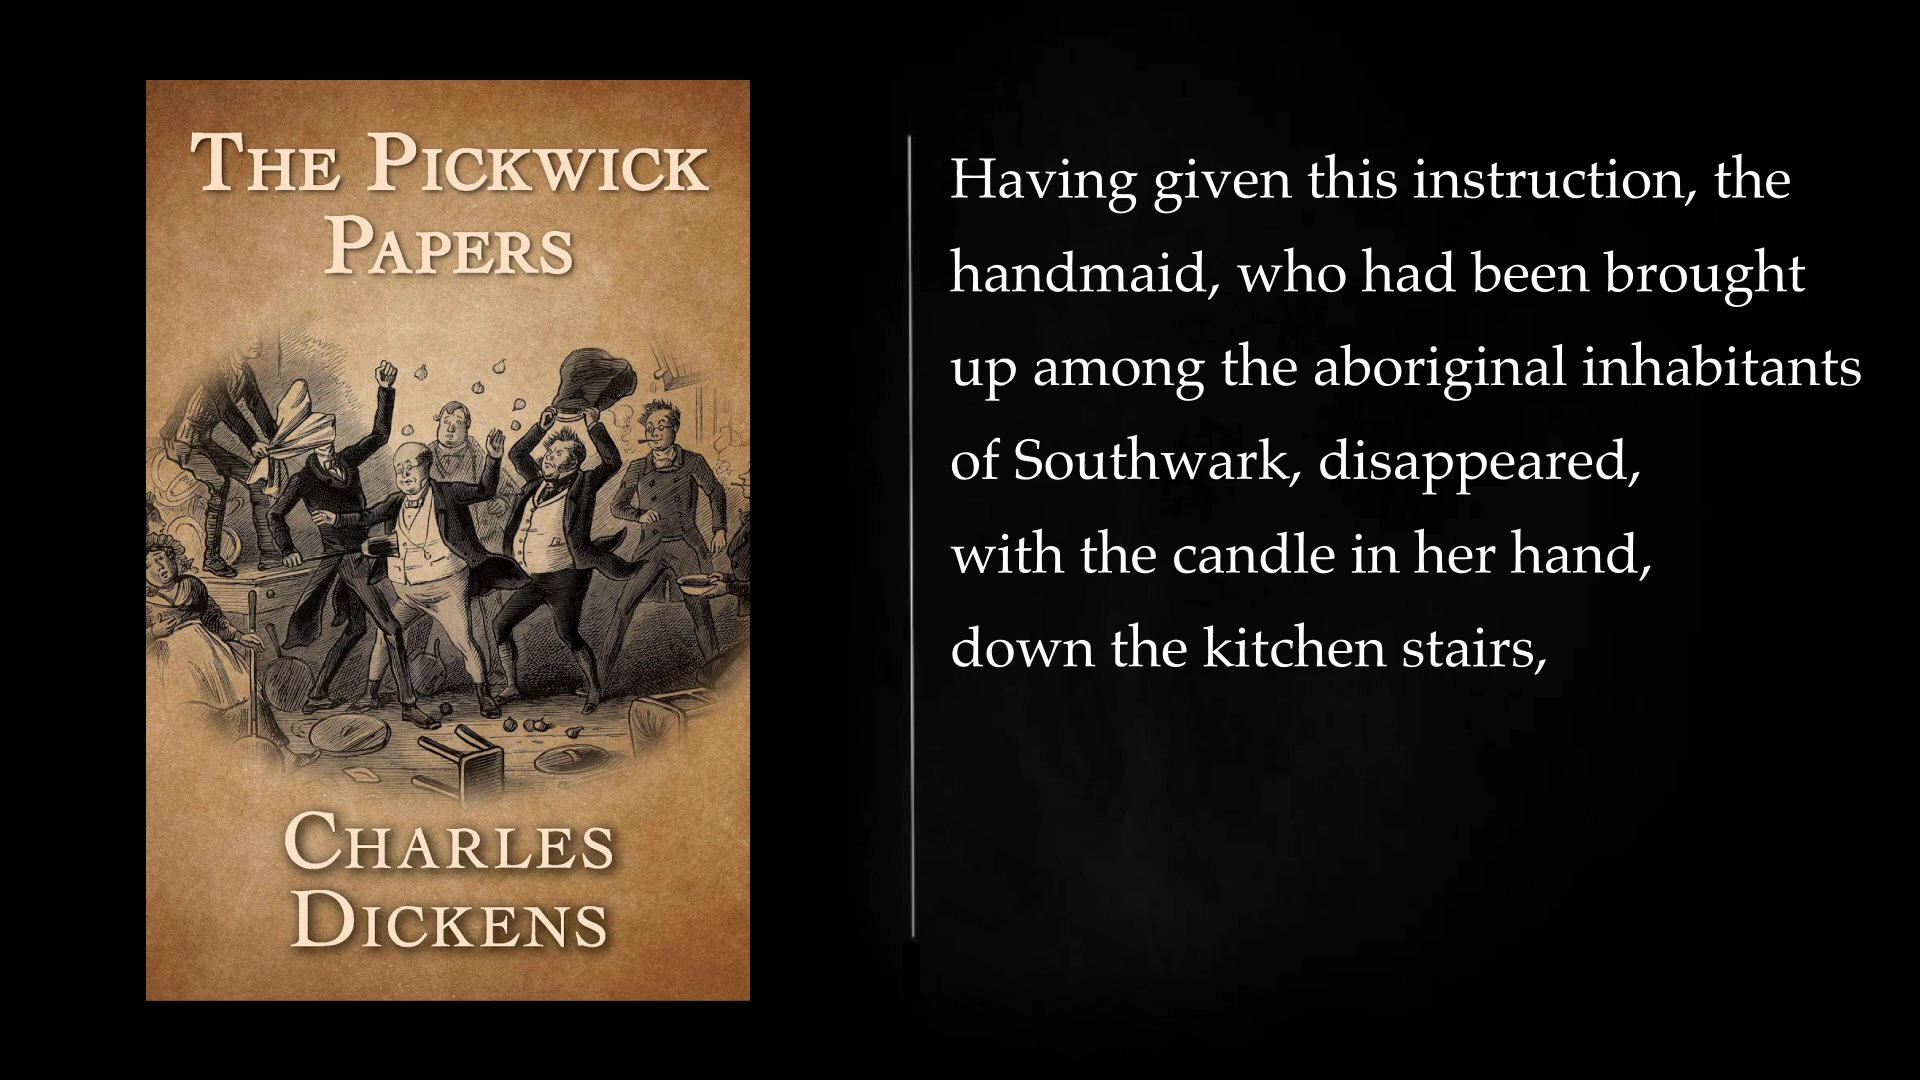 THE PICKWICK
PAPERS
CHARLES
DICKENS
Having given this instruction, the
handmaid, who had been brought
up among the aboriginal inhabitants
of Southwark, disappeared,
with the candle in her hand,
down the kitchen stairs,